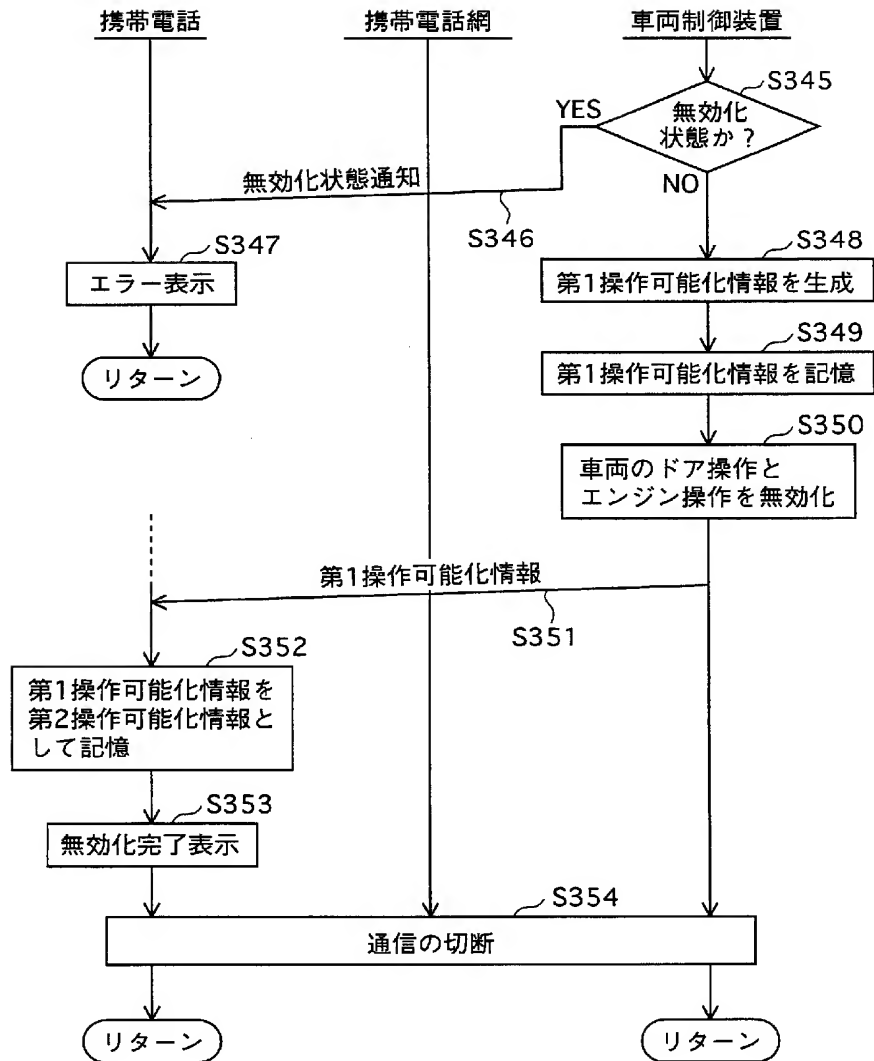 携帯電話
携帯電話網
車両制御装置
S345
無効化
状態か？
YES
NO
無効化状態通知
S346
S347
エラー表示
リターン
S348
第1操作可能化情報を生成
S349
第1操作可能化情報を記憶
S350
車両のドア操作と
エンジン操作を無効化
第1操作可能化情報
S351
S352
第1操作可能化情報を
第2操作可能化情報と
して記憶
S353
無効化完了表示
S354
通信の切断
リターン
リターン